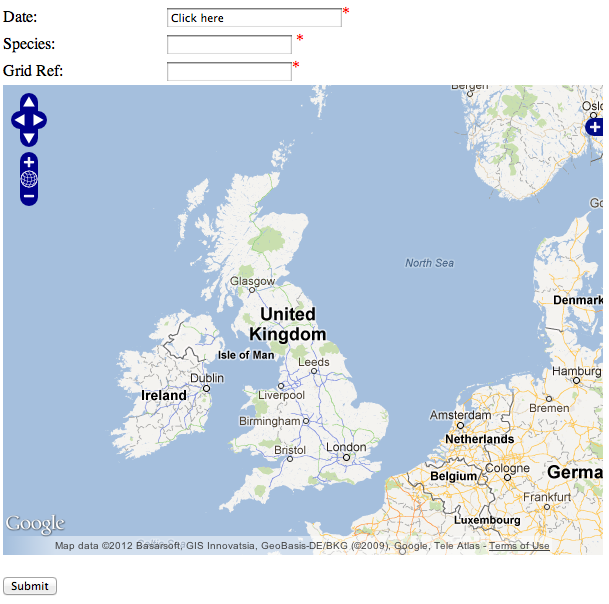 Date: Click here *
Species: *
Grid Ref: *
Bergen
Oslo
North Sea
Glasgow
United
Kingdom
Denmark
Isle of Man
Leeds
Dublin
Hamburg
Ireland
Liverpool
Bremen
Amsterdam
Birmingham
Netherlands
Bristol
London
Cologne
Belgium
Germa
Frankfurt
Luxembourg
Google
Map data ©2012 Basarsoft, GIS Innovatsia, GeoBasis-DE/BKG (©2009), Google, Tele Atlas - Terms of Use
Submit